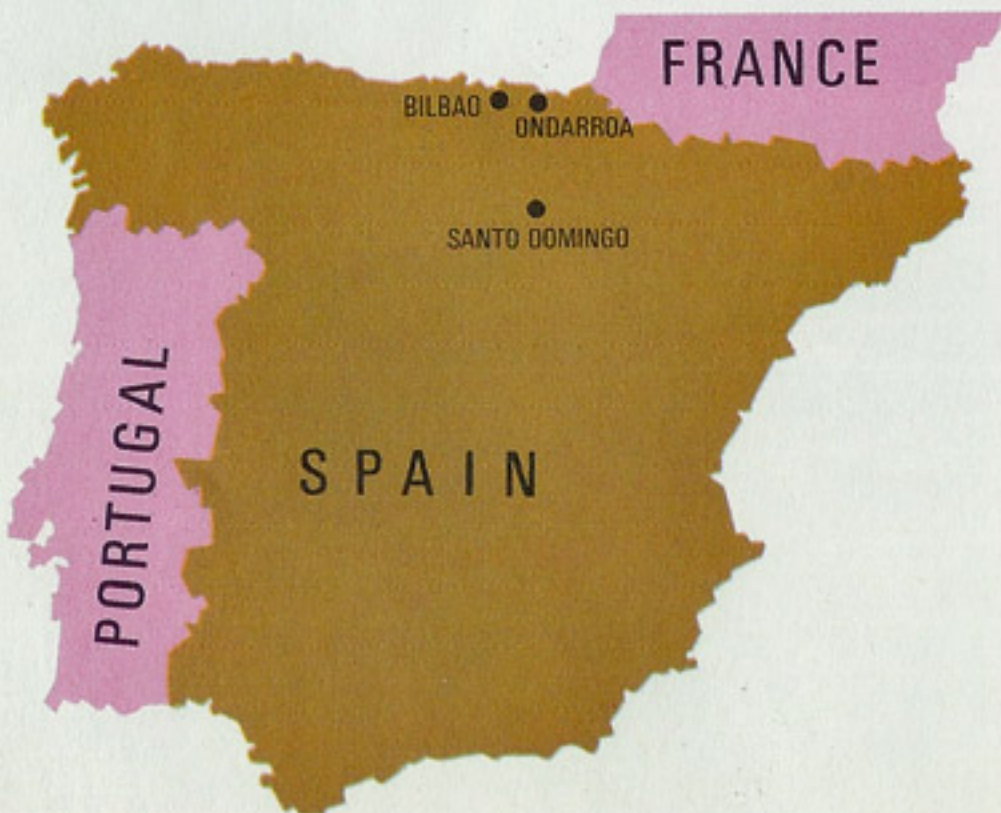 FRANCE
BILBAO
ONDARROA
SANTO DOMINGO
PORTUGAL
SPAIN